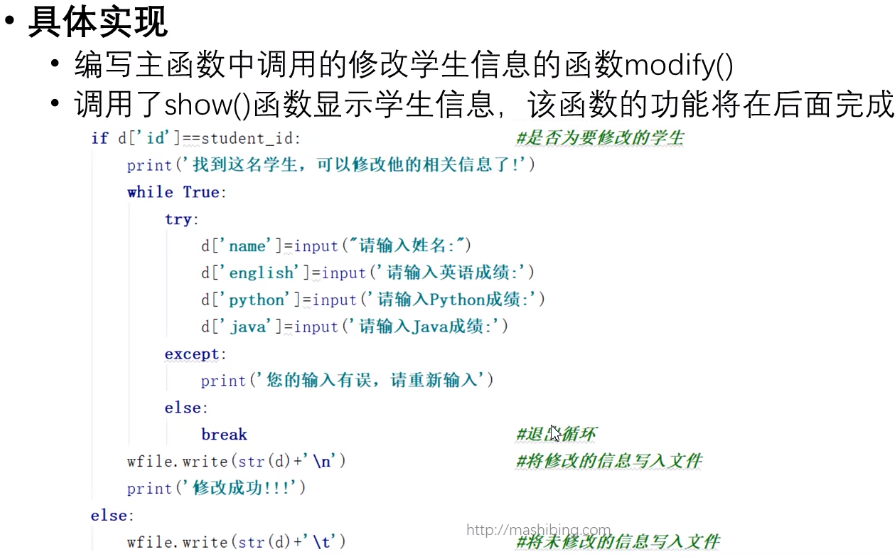 • 具体实现
• 编写主函数中调用的修改学生信息的函数modify()
• 调用了show()函数显示学生信息，该函数的功能将在后面完成
if d['id']==student_id: #是否为要修改的学生
print('找到这名学生，可以修改他的相关信息了!')
while True:
try:
d['name']=input("请输入姓名:")
d['english']=input('请输入英语成绩:')
d['python']=input('请输入Python成绩:')
d['java']=input('请输入Java成绩:')
except:
print('您的输入有误，请重新输入')
else:
break #退出循环
wfile.write(str(d)+'\n') #将修改的信息写入文件
print('修改成功!!!')
else:
http://mashibing.com
wfile.write(str(d)+'\t') #将未修改的信息写入文件